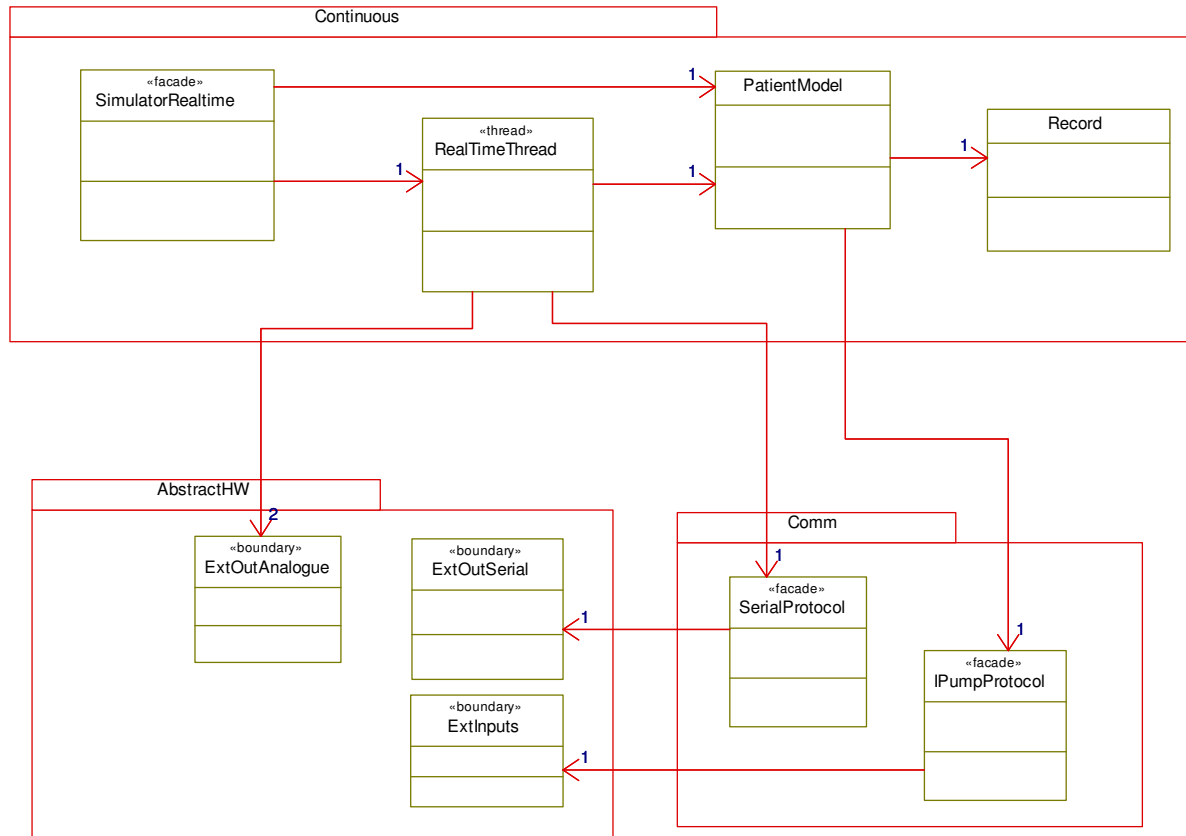 Continuous
«facade»
SimulatorRealtime
1
PatientModel
Record
«thread»
RealTimeThread
1
1
1
AbstractHW
2
«boundary»
ExtOutAnalogue
«boundary»
ExtOutSerial
1
«boundary»
ExtInputs
1
Comm
1
«facade»
SerialProtocol
1
«facade»
IPumpProtocol